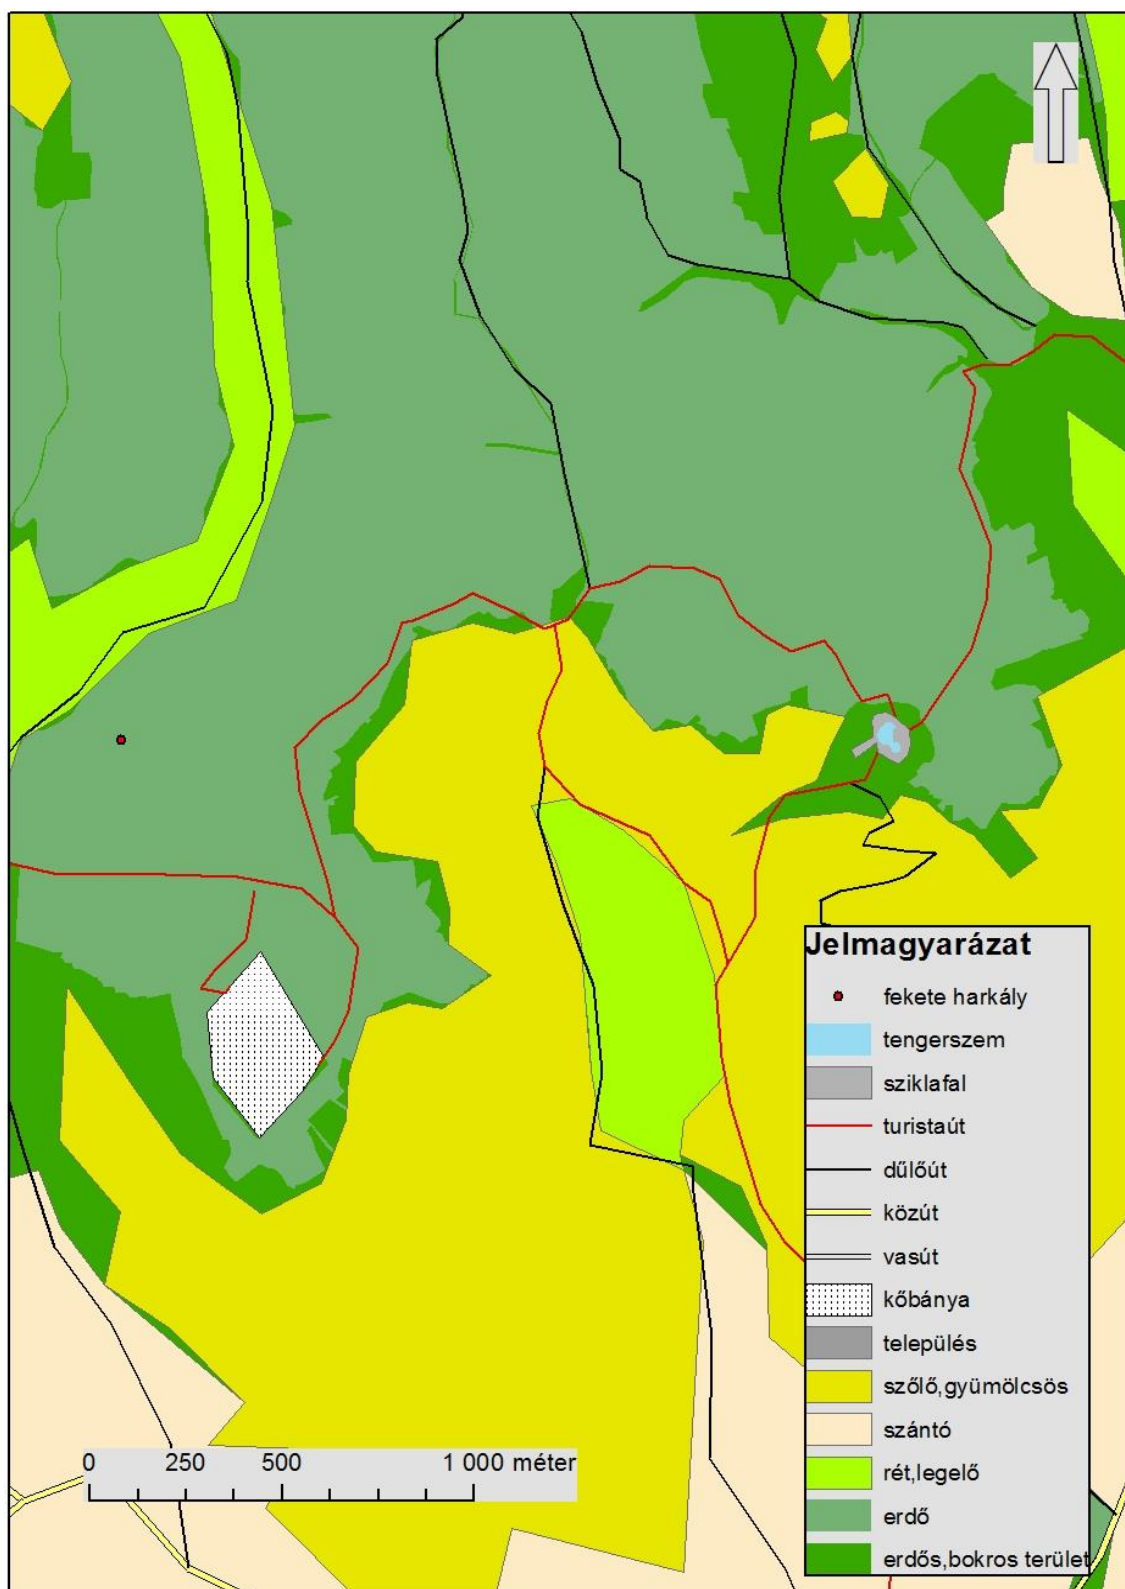 Jelmagyarázat
fekete harkály
tengerszem
sziklafal
turistaút
dűlőút
közút
vasút
kőbánya
település
szőlő,gyümölcsös
szántó
rét,legelő
erdő
erdős,bokros terület
0 250 500 1 000 méter